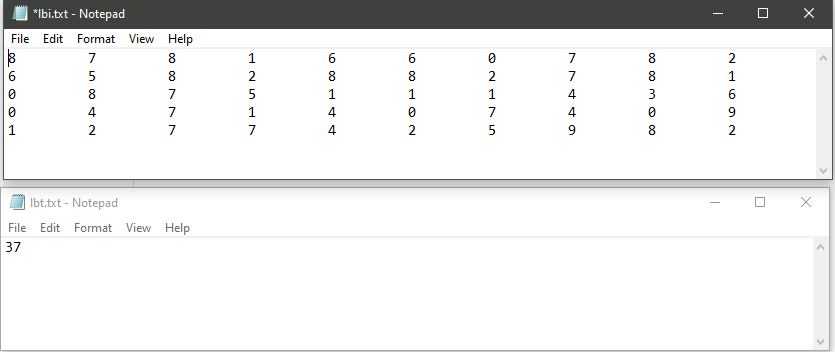 *lbi.txt - Notepad
File Edit Format View Help
8 7 8 1 6 6 0 7 8 2
6 5 8 2 8 8 2 7 8 1
0 8 7 5 1 1 1 4 3 6
0 4 7 1 4 0 7 4 0 9
1 2 7 7 4 2 5 9 8 2
lbt.txt - Notepad
File Edit Format View Help
37